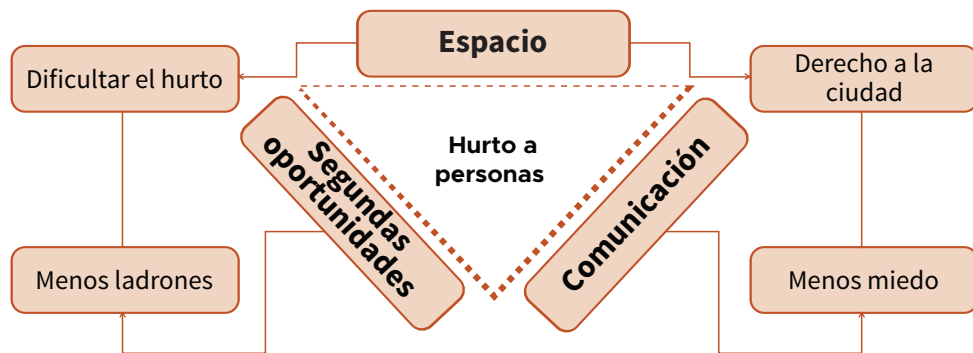 Espacio
Dificultar el hurto
Derecho a la
ciudad
Hurto a
personas
Segundas
oportunidades
Comunicación
Menos ladrones
Menos miedo